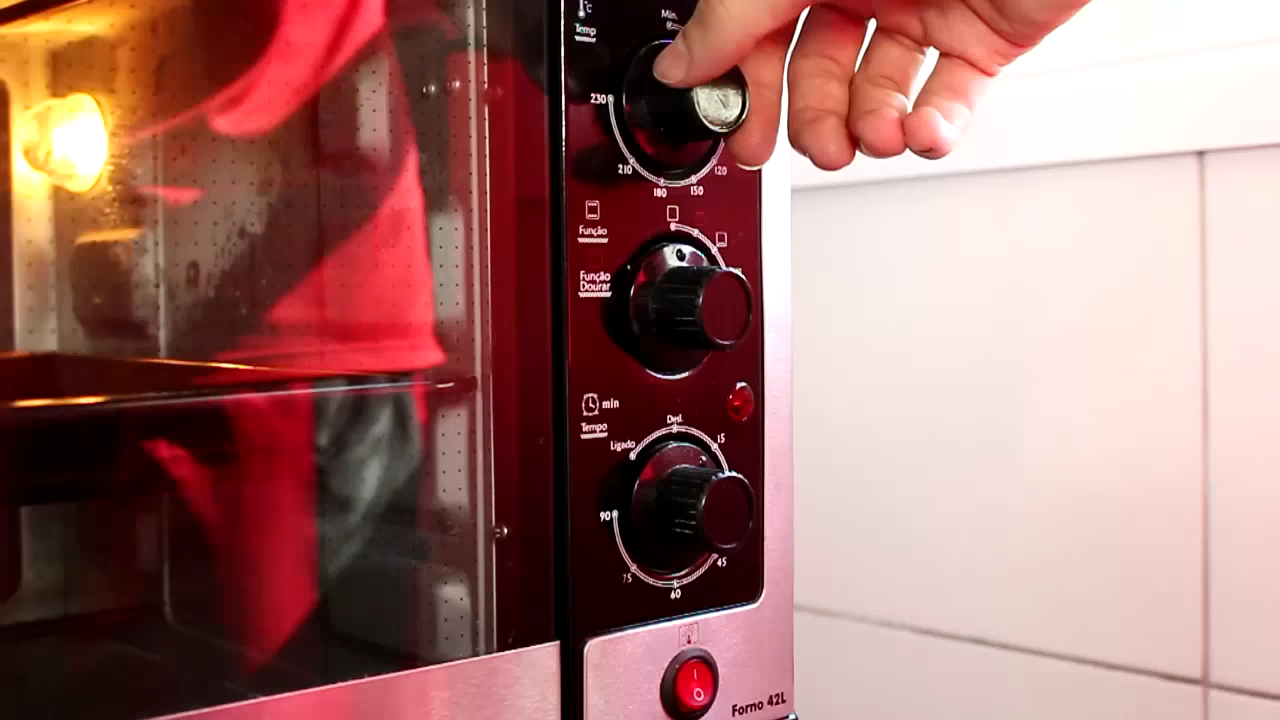 °C
Temp
Min.
230
210
180
150
120
Função
Função
Dourar
min
Tempo
Desl.
Ligado
15
90
75
60
45
I
O
Forno 42L